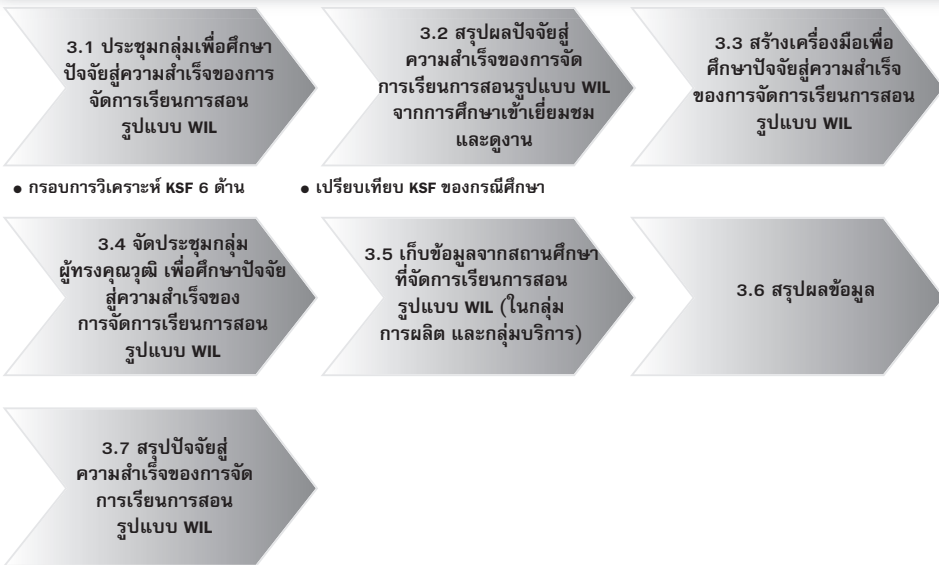 3.1 ประชุมกลุ่มเพื่อศึกษา
ปัจจัยสู่ความสำเร็จของการ
จัดการเรียนการสอน
รูปแบบ WIL
3.2 สรุปผลปัจจัยสู่
ความสำเร็จของการจัด
การเรียนการสอนรูปแบบ WIL
จากการศึกษาเข้าเยี่ยมชม
และดูงาน
3.3 สร้างเครื่องมือเพื่อ
ศึกษาปัจจัยสู่ความสำเร็จ
ของการจัดการเรียนการสอน
รูปแบบ WIL
• กรอบการวิเคราะห์ KSF 6 ด้าน
• เปรียบเทียบ KSF ของกรณีศึกษา
3.4 จัดประชุมกลุ่ม
ผู้ทรงคุณวุฒิ เพื่อศึกษาปัจจัย
สู่ความสำเร็จของ
การจัดการเรียนการสอน
รูปแบบ WIL
3.5 เก็บข้อมูลจากสถานศึกษา
ที่จัดการเรียนการสอน
รูปแบบ WIL (ในกลุ่ม
การผลิต และกลุ่มบริการ)
3.6 สรุปผลข้อมูล
3.7 สรุปปัจจัยสู่
ความสำเร็จของการจัด
การเรียนการสอน
รูปแบบ WIL